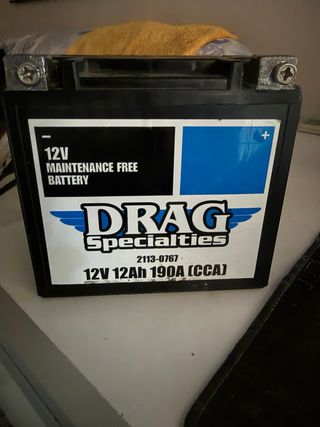 -
+
12V
MAINTENANCE FREE
BATTERY
DRAG
Specialties
2113-0767
12V 12Ah 190A (CCA)